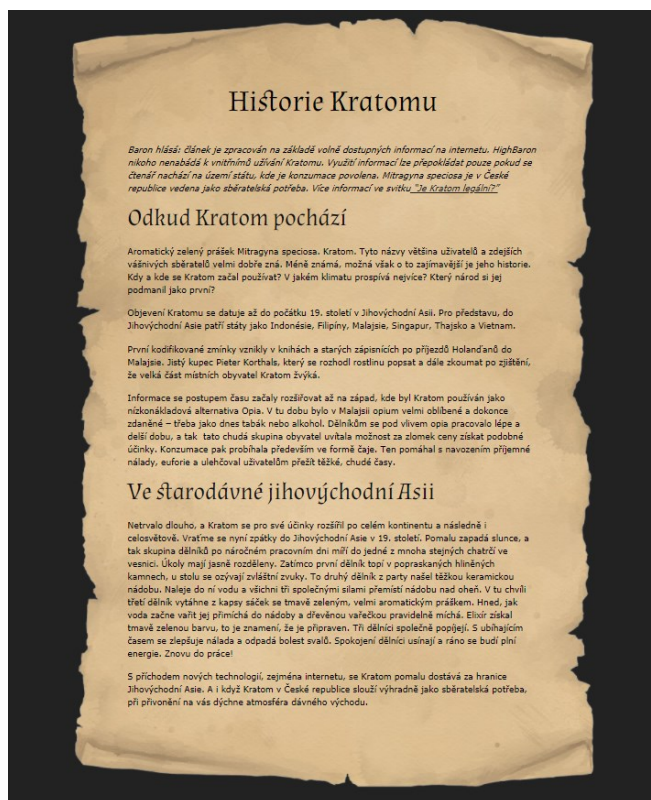 Historie Kratomu
Baron hlásá: článek je zpracován na základě volně dostupných informací na internetu. HighBaron
nikoho nenabádá k vnitřnímů užívání Kratomu. Využití informací lze přepokládat pouze pokud se
čtenář nachází na území státu, kde je konzumace povolena. Mitragyna speciosa je v České
republice vedena jako sběratelská potřeba. Více informací ve svitku "Je Kratom legální?"
Odkud Kratom pochází
Aromatický zelený prášek Mitragyna speciosa. Kratom. Tyto názvy většina uživatelů a zdejších
vášnivých sběratelů velmi dobře zná. Méně známá, možná však o to zajímavější je jeho historie.
Kdy a kde se Kratom začal používat? V jakém klimatu prospívá nejvíce? Který národ si jej
podmanil jako první?
Objevení Kratomu se datuje až do počátku 19. století v Jihovýchodní Asii. Pro představu, do
Jihovýchodní Asie patří státy jako Indonésie, Filipíny, Malajsie, Singapur, Thajsko a Vietnam.
První kodifikované zmínky vznikly v knihách a starých zápisnících po příjezdů Holanďanů do
Malajsie. Jistý kupec Pieter Korthals, který se rozhodl rostlinu popsat a dále zkoumat po zjištění,
že velká část místních obyvatel Kratom žvýká.
Informace se postupem času začaly rozšiřovat až na západ, kde byl Kratom používán jako
nízkonákladová alternativa Opia. V tu dobu bylo v Malajsii opium velmi oblíbené a dokonce
zdaněné – třeba jako dnes tabák nebo alkohol. Dělníkům se pod vlivem opia pracovalo lépe a
delší dobu, a tak tato chudá skupina obyvatel uvítala možnost za zlomek ceny získat podobné
účinky. Konzumace pak probíhala především ve formě čaje. Ten pomáhal s navozením příjemné
nálady, euforie a ulehčoval uživatelům přežít těžké, chudé časy.
Ve starodávné jihovýchodní Asii
Netrvalo dlouho, a Kratom se pro své účinky rozšířil po celém kontinentu a následně i
celosvětově. Vraťme se nyní zpátky do Jihovýchodní Asie v 19. století. Pomalu zapadá slunce, a
tak skupina dělníků po náročném pracovním dni míří do jedné z mnoha stejných chatrčí ve
vesnici. Úkoly mají jasně rozděleny. Zatímco první dělník topí v popraskaných hliněných
kamnech, u stolu se ozývají zvláštní zvuky. To druhý dělník z party našel těžkou keramickou
nádobu. Naleje do ní vodu a všichni tři společnými silami přemístí nádobu nad oheň. V tu chvíli
třetí dělník vytáhne z kapsy sáček se tmavě zeleným, velmi aromatickým práškem. Hned, jak
voda začne vařit jej přimíchá do nádoby a dřevěnou vařečkou pravidelně míchá. Elixír získal
tmavě zelenou barvu, to je znamení, že je připraven. Tři dělníci společně popíjejí. S ubíhajícím
časem se zlepšuje nálada a odpadá bolest svalů. Spokojení dělníci usínají a ráno se budí plní
energie. Znovu do práce!
S příchodem nových technologií, zejména internetu, se Kratom pomalu dostává za hranice
Jihovýchodní Asie. A i když Kratom v České republice slouží výhradně jako sběratelská potřeba,
při přivonění na vás dýchne atmosféra dávného východu.